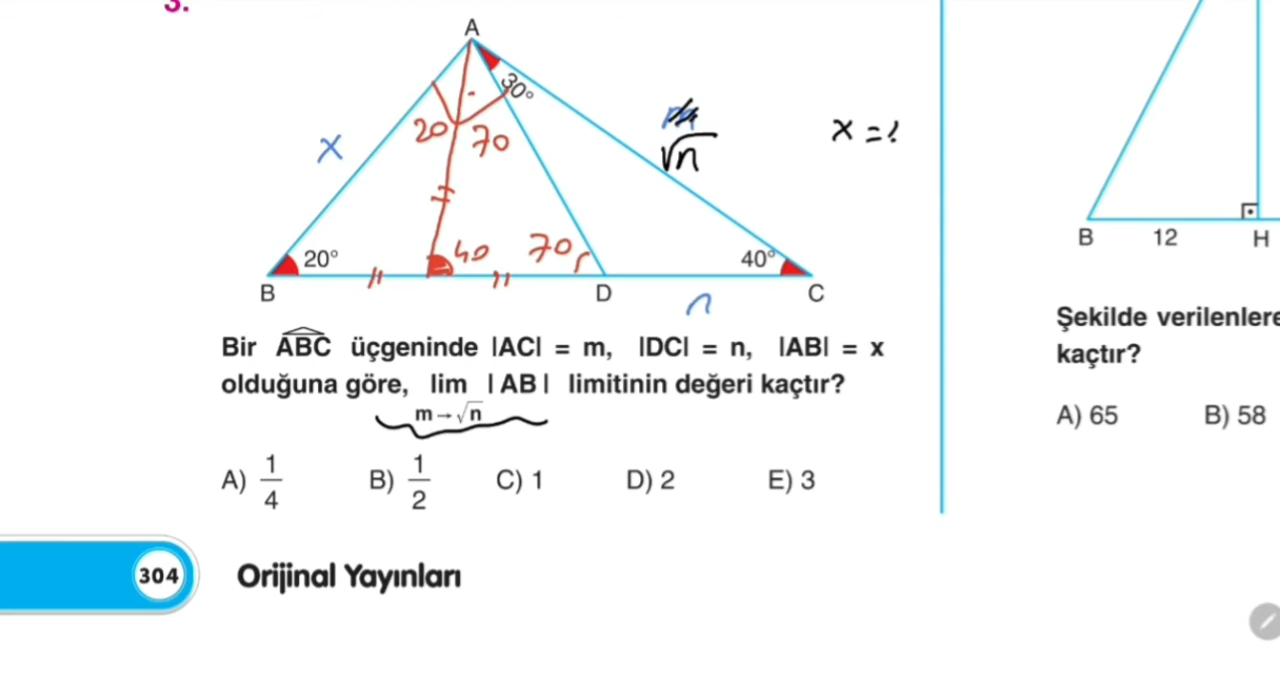 3.
A
30°
m
√n
x = ?
x
20
70
20°
40
70
40°
B
D
C
n
Bir ABC üçgeninde |AC| = m, |DC| = n, |AB| = x
olduğuna göre, lim |AB| limitinin değeri kaçtır?
m→√n
A) 1/4 B) 1/2 C) 1 D) 2 E) 3
304 Orijinal Yayınları
B 12 H
Şekilde verilenlere
kaçtır?
A) 65 B) 58